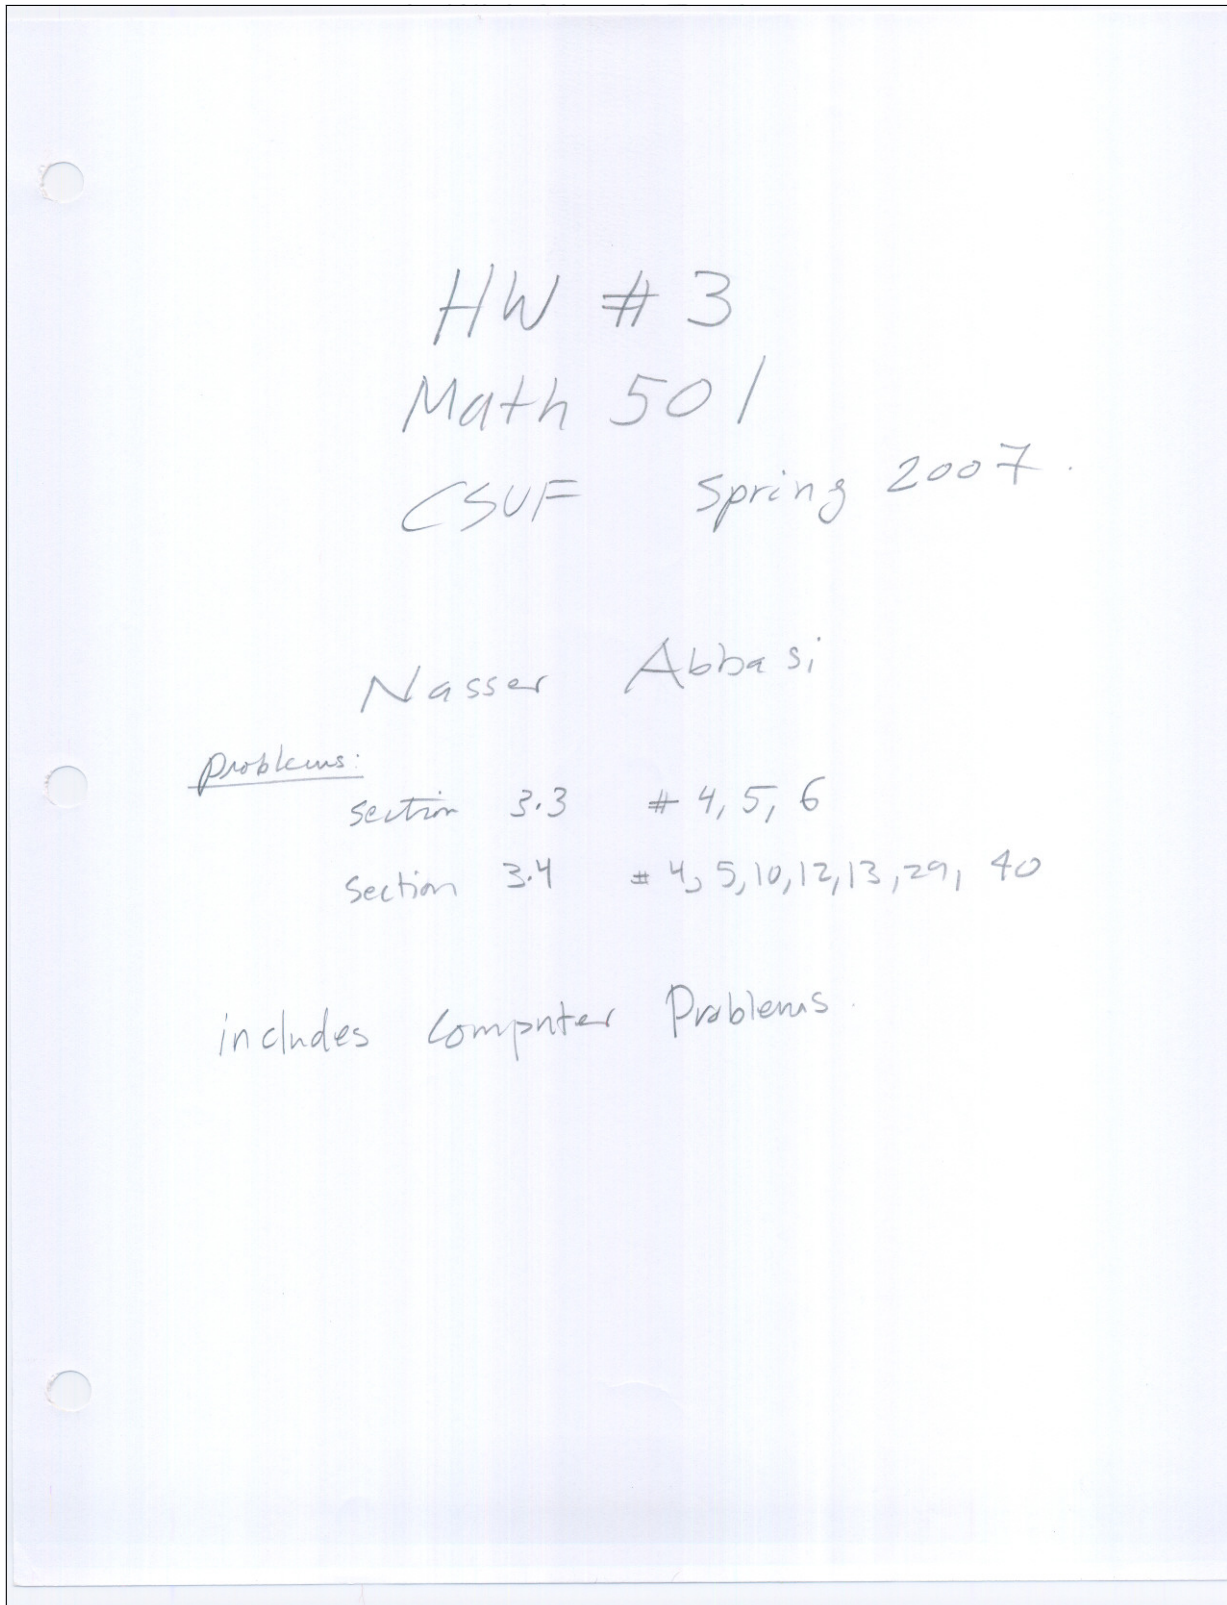 HW # 3
Math 501
CSUF Spring 2007.
Nasser Abbasi
problems:
section 3.3 # 4, 5, 6
section 3.4 # 4, 5, 10, 12, 13, 29, 40
includes Computer Problems.